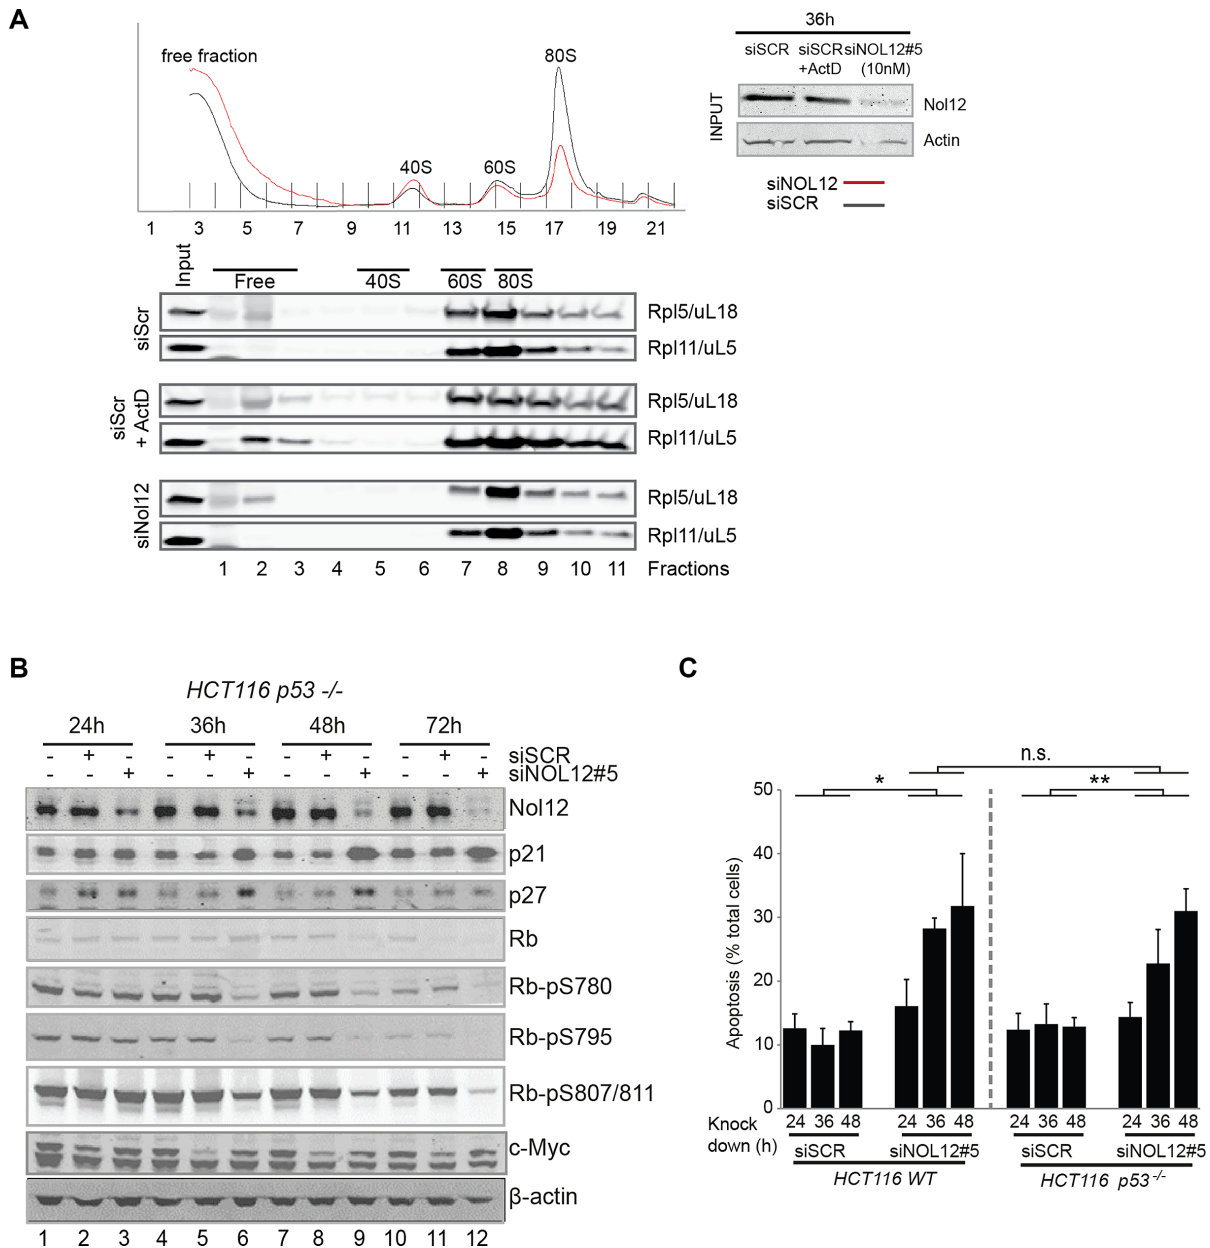 A
free fraction
80S
40S
60S
1 3 5 7 9 11 13 15 17 19 21
36h
siSCR siSCR +ActD siNOL12#5 (10nM)
INPUT
Nol12
Actin
siNOL12
siSCR
Input
Free 40S 60S 80S
siScr
Rpl5/uL18
Rpl11/uL5
siScr + ActD
Rpl5/uL18
Rpl11/uL5
siNol12
Rpl5/uL18
Rpl11/uL5
1 2 3 4 5 6 7 8 9 10 11 Fractions
B
HCT116 p53 -/-
24h 36h 48h 72h
- + - - + - - + - - + - siSCR
- - + - - + - - + - - + siNOL12#5
Nol12
p21
p27
Rb
Rb-pS780
Rb-pS795
Rb-pS807/811
c-Myc
β-actin
1 2 3 4 5 6 7 8 9 10 11 12
C
n.s.
* **
Apoptosis (% total cells)
50
40
30
20
10
0
Knock down (h)
24 36 48 24 36 48 24 36 48 24 36 48
siSCR siNOL12#5 siSCR siNOL12#5
HCT116 WT HCT116 p53-/-